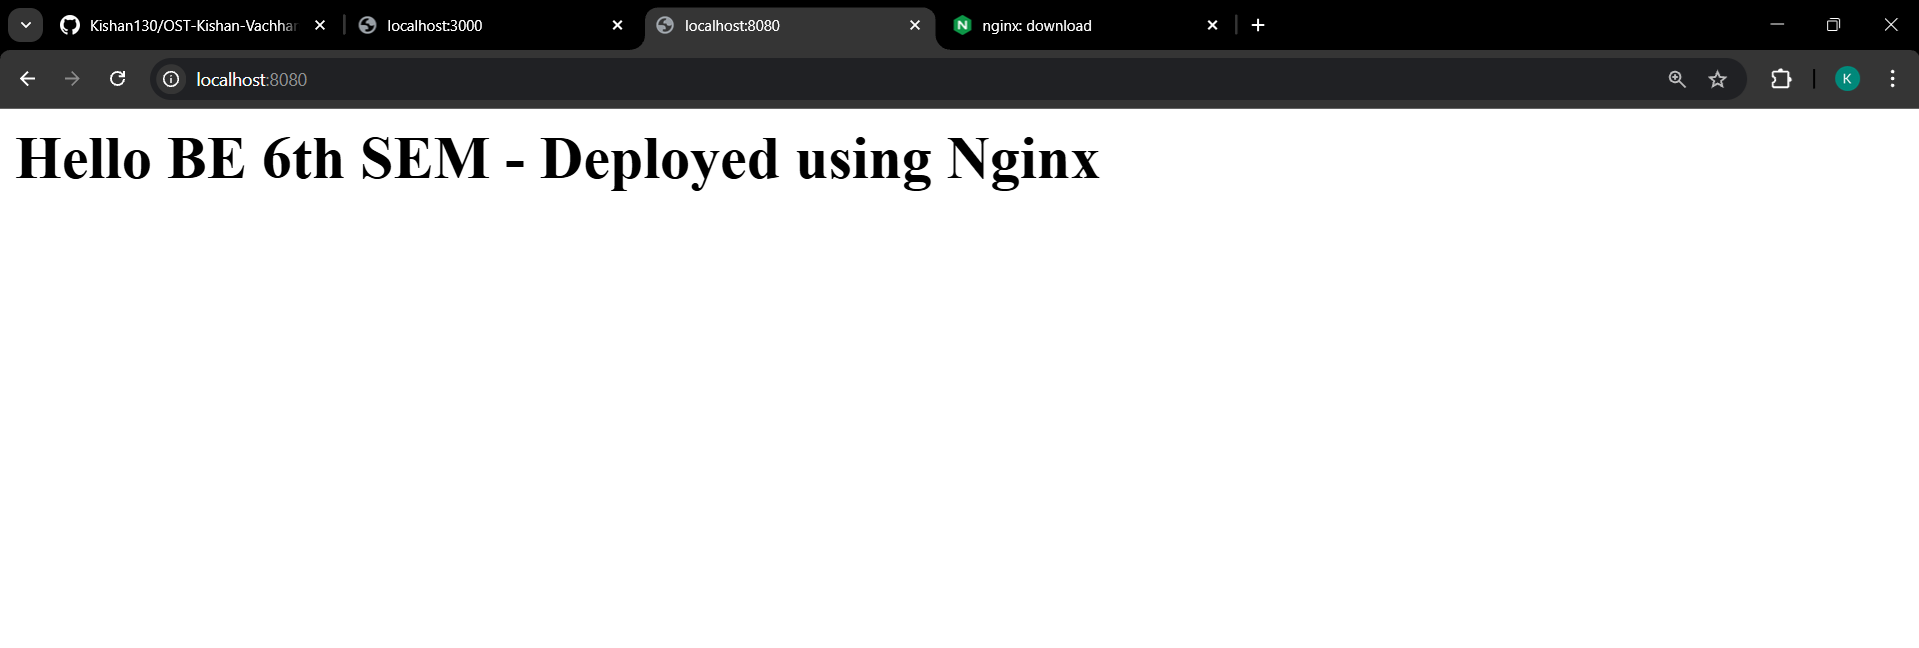 Kishan130/OST-Kishan-Vachhar
localhost:3000
localhost:8080
nginx: download
localhost:8080
K
Hello BE 6th SEM - Deployed using Nginx